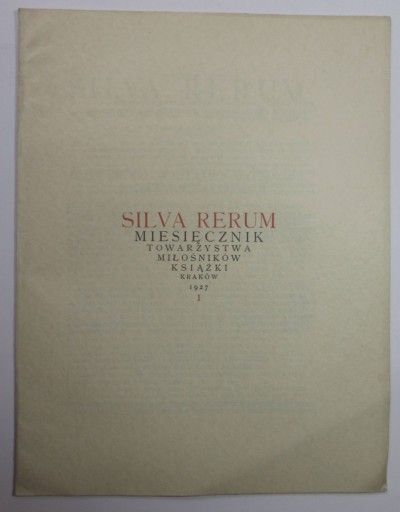 SILVA RERUM
MIESIĘCZNIK
TOWARZYSTWA
MIŁOŚNIKÓW
KSIĄŻKI
KRAKÓW
1927
I